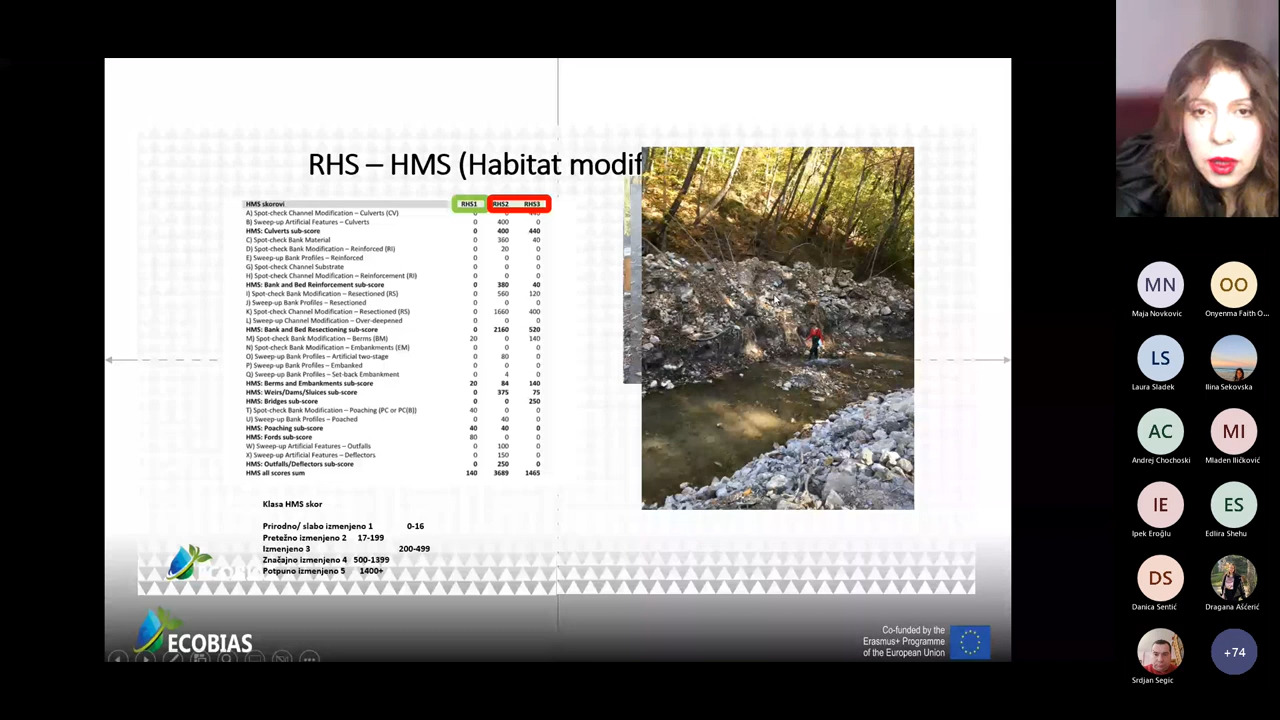 RHS – HMS (Habitat modif
HMS skorovi RHS1 RHS2 RHS3
A) Spot-check Channel Modification – Culverts (CV) 0 0 440
B) Sweep-up Artificial Features – Culverts 0 400 0
HMS: Culverts sub-score 0 400 440
C) Spot-check Bank Material 0 360 40
D) Spot-check Bank Modification – Reinforced (RI) 0 20 0
E) Sweep-up Bank Profiles – Reinforced 0 0 0
G) Spot-check Channel Substrate 0 0 0
H) Spot-check Channel Modification – Reinforcement (RI) 0 0 0
HMS: Bank and Bed Reinforcement sub-score 0 380 40
I) Spot-check Bank Modification – Resectioned (RS) 0 560 120
J) Sweep-up Bank Profiles – Resectioned 0 0 0
K) Spot-check Channel Modification – Resectioned (RS) 0 1660 400
L) Sweep-up Channel Modification – Over-deepened 0 0 0
HMS: Bank and Bed Resectioning sub-score 0 2160 520
M) Spot-check Bank Modification – Berms (BM) 20 0 140
N) Spot-check Bank Modification – Embankments (EM) 0 0 0
O) Sweep-up Bank Profiles – Artificial two-stage 0 80 0
P) Sweep-up Bank Profiles – Embanked 0 0 0
Q) Sweep-up Bank Profiles – Set-back Embankment 0 4 0
HMS: Berms and Embankments sub-score 20 84 140
HMS: Weirs/Dams/Sluices sub-score 0 375 75
HMS: Bridges sub-score 0 0 250
T) Spot-check Bank Modification – Poaching (PC or PC(B)) 40 0 0
U) Sweep-up Bank Profiles – Poached 0 40 0
HMS: Poaching sub-score 40 40 0
HMS: Fords sub-score 80 0 0
W) Sweep-up Artificial Features – Outfalls 0 100 0
X) Sweep-up Artificial Features – Deflectors 0 150 0
HMS: Outfalls/Deflectors sub-score 0 250 0
HMS all scores sum 140 3689 1465
Klasa HMS skor
Prirodno/ slabo izmenjeno 1 0-16
Pretežno izmenjeno 2 17-199
Izmenjeno 3 200-499
Značajno izmenjeno 4 500-1399
Potpuno izmenjeno 5 1400+
ECOBIAS
Co-funded by the
Erasmus+ Programme
of the European Union
MN OO
Maja Novkovic Onyenma Faith O...
LS
Laura Sladek Ilina Sekovska
AC MI
Andrej Chochoski Mladen Iličković
IE ES
Ipek Eroğlu Edlira Shehu
DS
Danica Sentić Dragana Aščerić
+74
Srdjan Segic